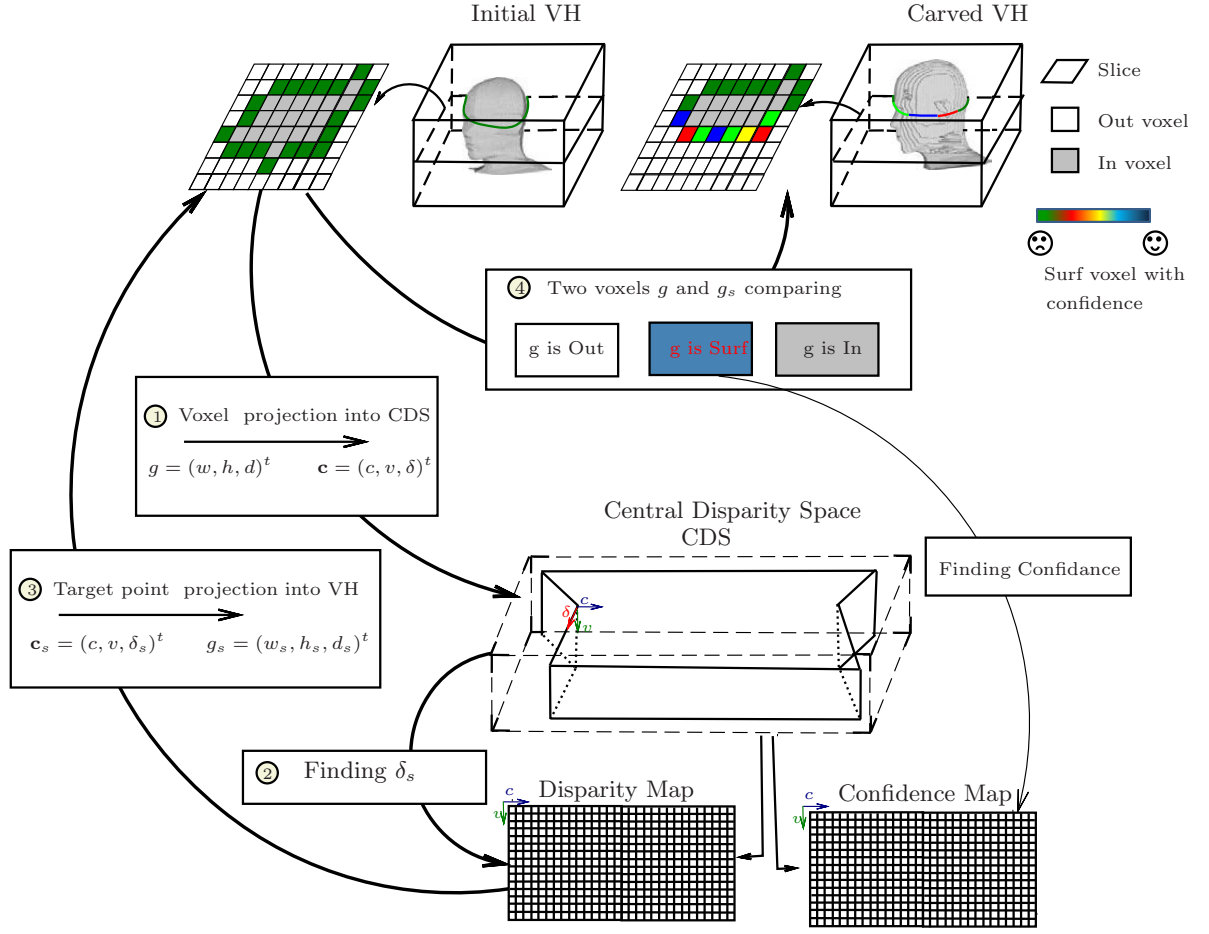 Initial VH
Carved VH
Slice
Out voxel
In voxel
Surf voxel with
confidence
4 Two voxels g and g_s comparing
g is Out
g is Surf
g is In
1 Voxel projection into CDS
g = (w, h, d)^t    c = (c, v, δ)^t
Central Disparity Space
CDS
Finding Confidance
3 Target point projection into VH
c_s = (c, v, δ_s)^t    g_s = (w_s, h_s, d_s)^t
c
δ
v
2 Finding δ_s
Disparity Map
c
v
Confidence Map
c
v